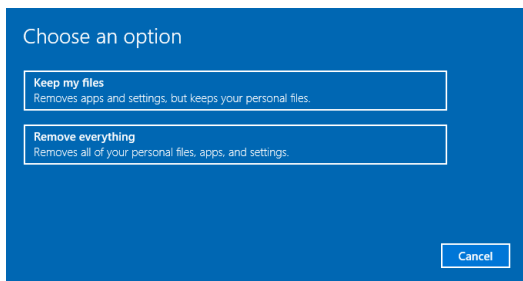 Choose an option
Keep my files
Removes apps and settings, but keeps your personal files.
Remove everything
Removes all of your personal files, apps, and settings.
Cancel